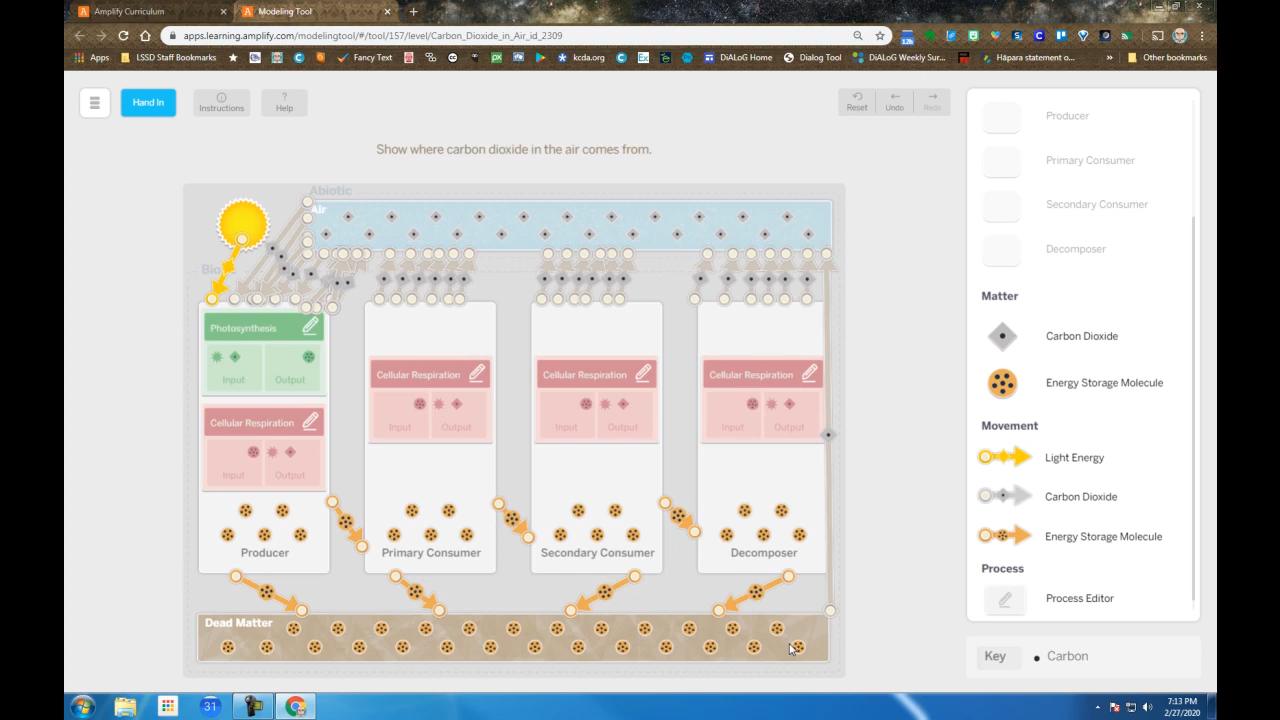 Amplify Curriculum
Modeling Tool
apps.learning.amplify.com/modelingtool/#/tool/157/level/Carbon_Dioxide_in_Air_id_2309
Apps
LSSD Staff Bookmarks
Fancy Text
kcda.org
DiALoG Home
Dialog Tool
DiALoG Weekly Sur...
Hāpara statement o...
»
Other bookmarks
Hand In
Instructions
Help
Reset
Undo
Redo
Show where carbon dioxide in the air comes from.
Abiotic
Air
Photosynthesis
Input
Output
Cellular Respiration
Input
Output
Producer
Cellular Respiration
Input
Output
Primary Consumer
Cellular Respiration
Input
Output
Secondary Consumer
Cellular Respiration
Input
Output
Decomposer
Dead Matter
Producer
Primary Consumer
Secondary Consumer
Decomposer
Matter
Carbon Dioxide
Energy Storage Molecule
Movement
Light Energy
Carbon Dioxide
Energy Storage Molecule
Process
Process Editor
Key
Carbon
31
7:13 PM
2/27/2020